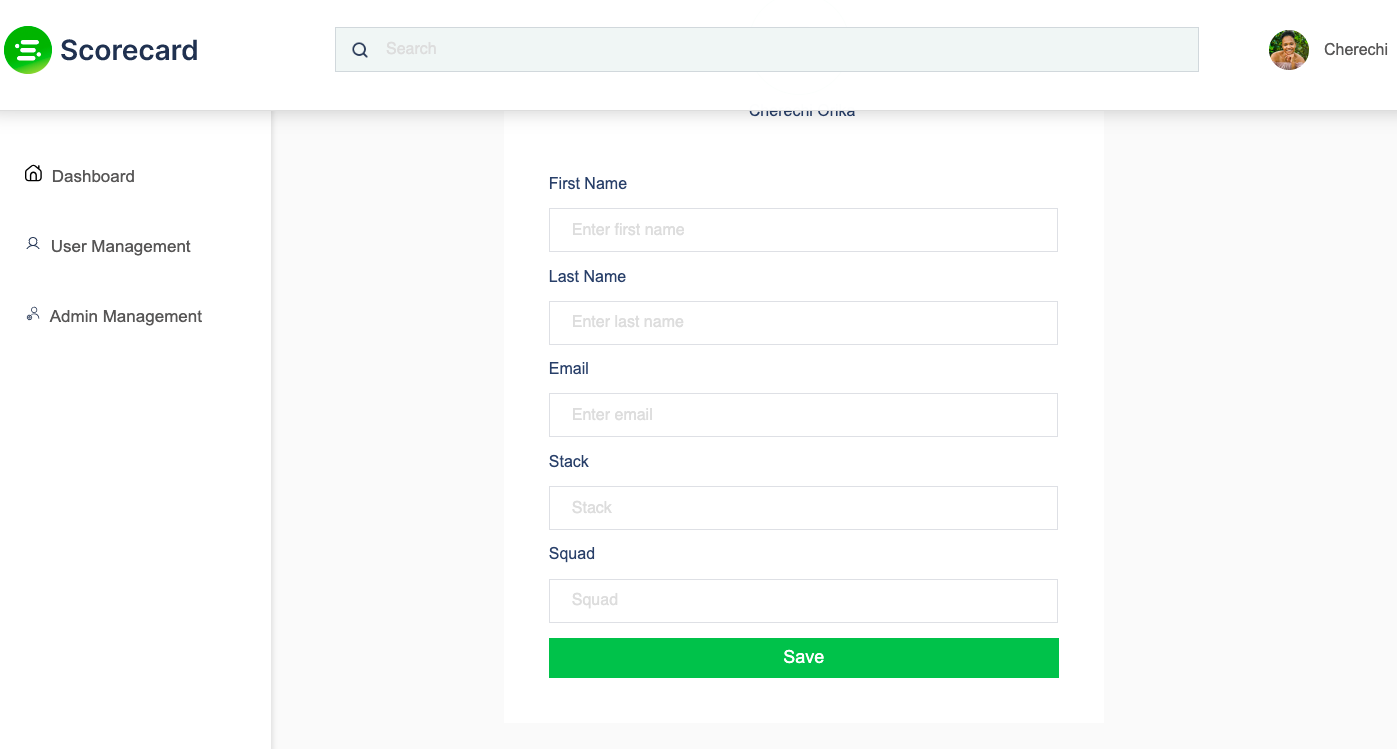 Scorecard
Search
Cherechi
Dashboard
User Management
Admin Management
Cherechi
First Name
Enter first name
Last Name
Enter last name
Email
Enter email
Stack
Stack
Squad
Squad
Save